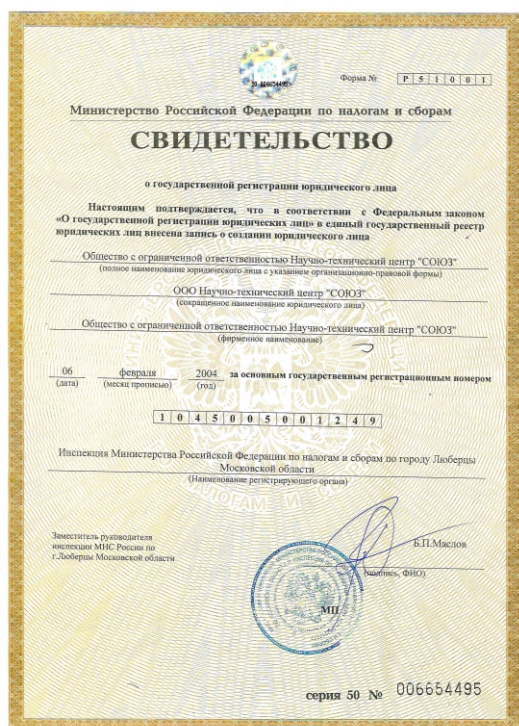 50 006654495
Форма № Р 5 1 0 0 1
Министерство Российской Федерации по налогам и сборам
СВИДЕТЕЛЬСТВО
о государственной регистрации юридического лица
Настоящим подтверждается, что в соответствии с Федеральным законом
«О государственной регистрации юридических лиц» в единый государственный реестр
юридических лиц внесена запись о создании юридического лица
Общество с ограниченной ответственностью Научно-технический центр "СОЮЗ"
(полное наименование юридического лица с указанием организационно-правовой формы)
ООО Научно-технический центр "СОЮЗ"
(сокращенное наименование юридического лица)
Общество с ограниченной ответственностью Научно-технический центр "СОЮЗ"
(фирменное наименование)
06 февраля 2004 за основным государственным регистрационным номером
(дата) (месяц прописью) (год)
1 0 4 5 0 0 5 0 0 1 2 4 9
Инспекция Министерства Российской Федерации по налогам и сборам по городу Люберцы
Московской области
(Наименование регистрирующего органа)
Заместитель руководителя
инспекции МНС России по
г.Люберцы Московской области
Б.П.Маслов
(подпись, ФИО)
МП
серия 50 № 006654495